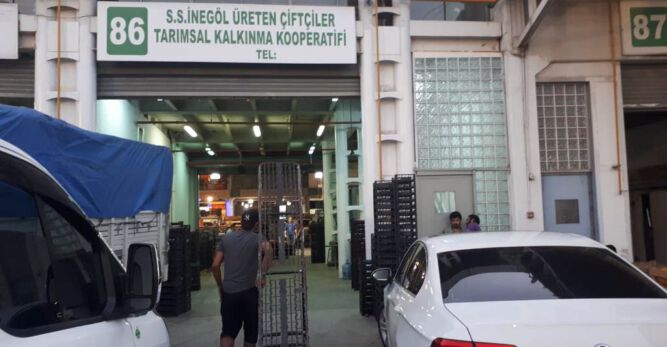 86
S.S.İNEGÖL ÜRETEN ÇİFTÇİLER
TARIMSAL KALKINMA KOOPERATİFİ
TEL:
87